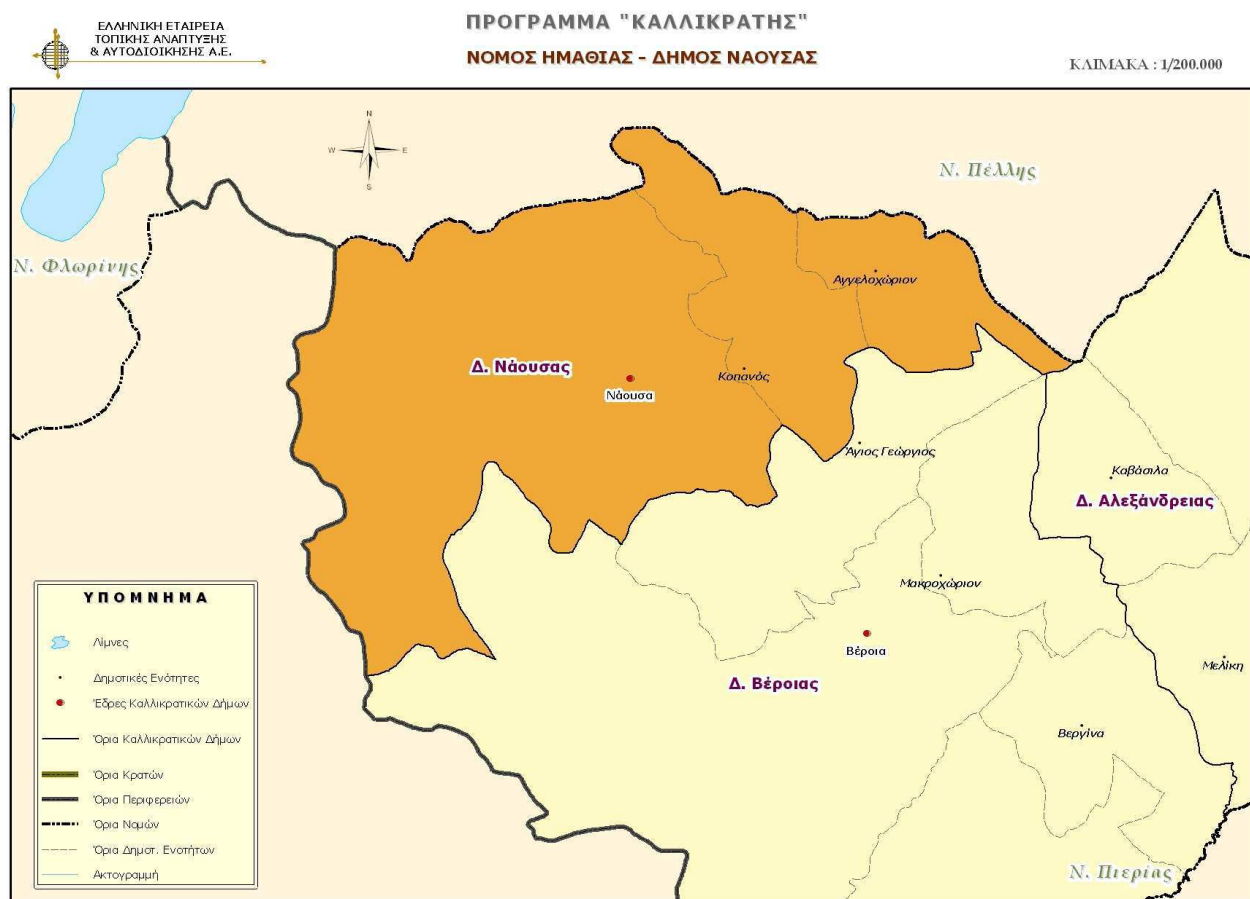 ΕΛΛΗΝΙΚΗ ΕΤΑΙΡΕΙΑ
ΤΟΠΙΚΗΣ ΑΝΑΠΤΥΞΗΣ
& ΑΥΤΟΔΙΟΙΚΗΣΗΣ Α.Ε.
ΠΡΟΓΡΑΜΜΑ "ΚΑΛΛΙΚΡΑΤΗΣ"
ΝΟΜΟΣ ΗΜΑΘΙΑΣ - ΔΗΜΟΣ ΝΑΟΥΣΑΣ
ΚΛΙΜΑΚΑ : 1/200.000
N
W E
S
Ν. Πέλλης
Ν. Φλωρίνης
Αγγελοχώριον
Δ. Νάουσας
Νάουσα
Κοπανός
Άγιος Γεώργιος
Καβάσιλα
Δ. Αλεξάνδρειας
Μακροχώριον
Βέροια
Μελίκη
Δ. Βέροιας
Βεργίνα
Ν. Πιερίας
ΥΠΟΜΝΗΜΑ
Λίμνες
Δημοτικές Ενότητες
Έδρες Καλλικρατικών Δήμων
Όρια Καλλικρατικών Δήμων
Όρια Κρατών
Όρια Περιφερειών
Όρια Νομών
Όρια Δημοτ. Ενοτήτων
Ακτογραμμή